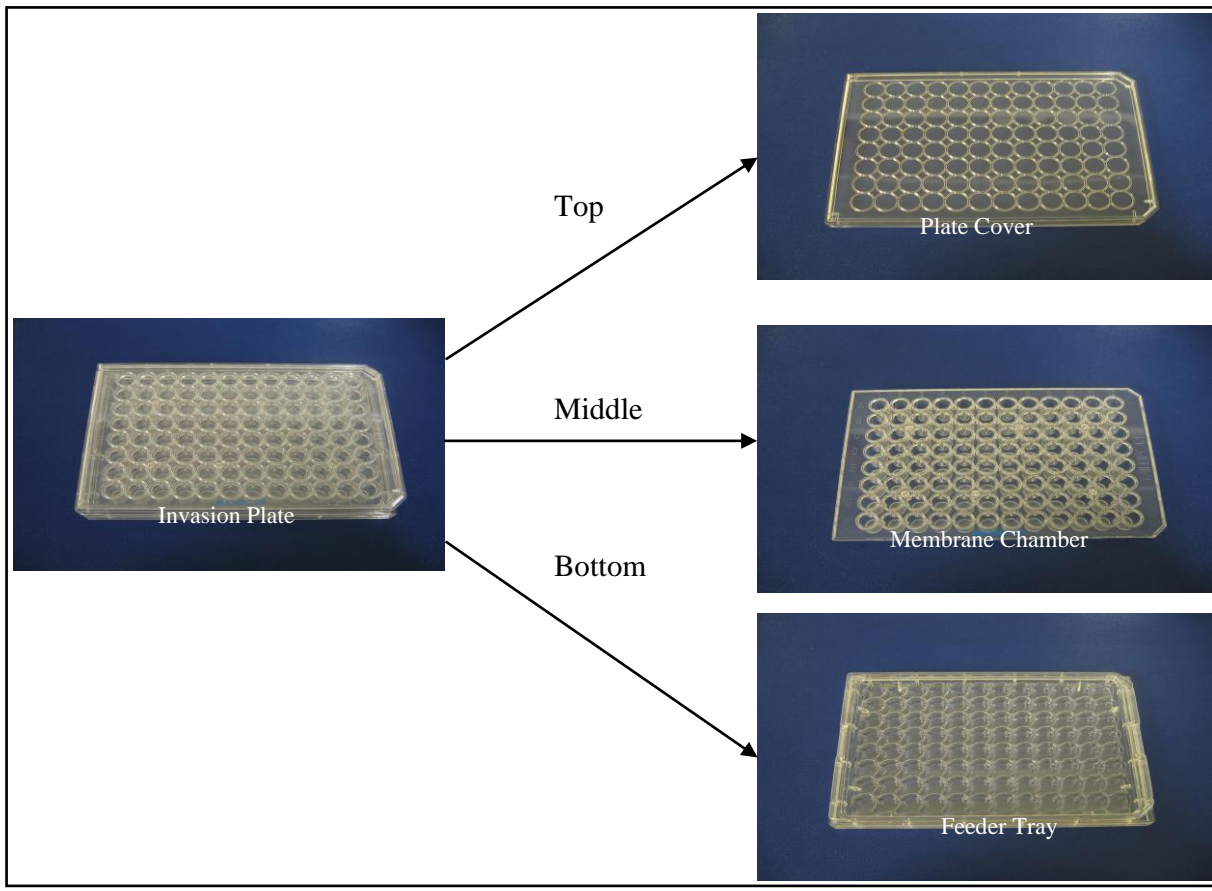 Top
Plate Cover
Middle
Invasion Plate
Membrane Chamber
Bottom
Feeder Tray